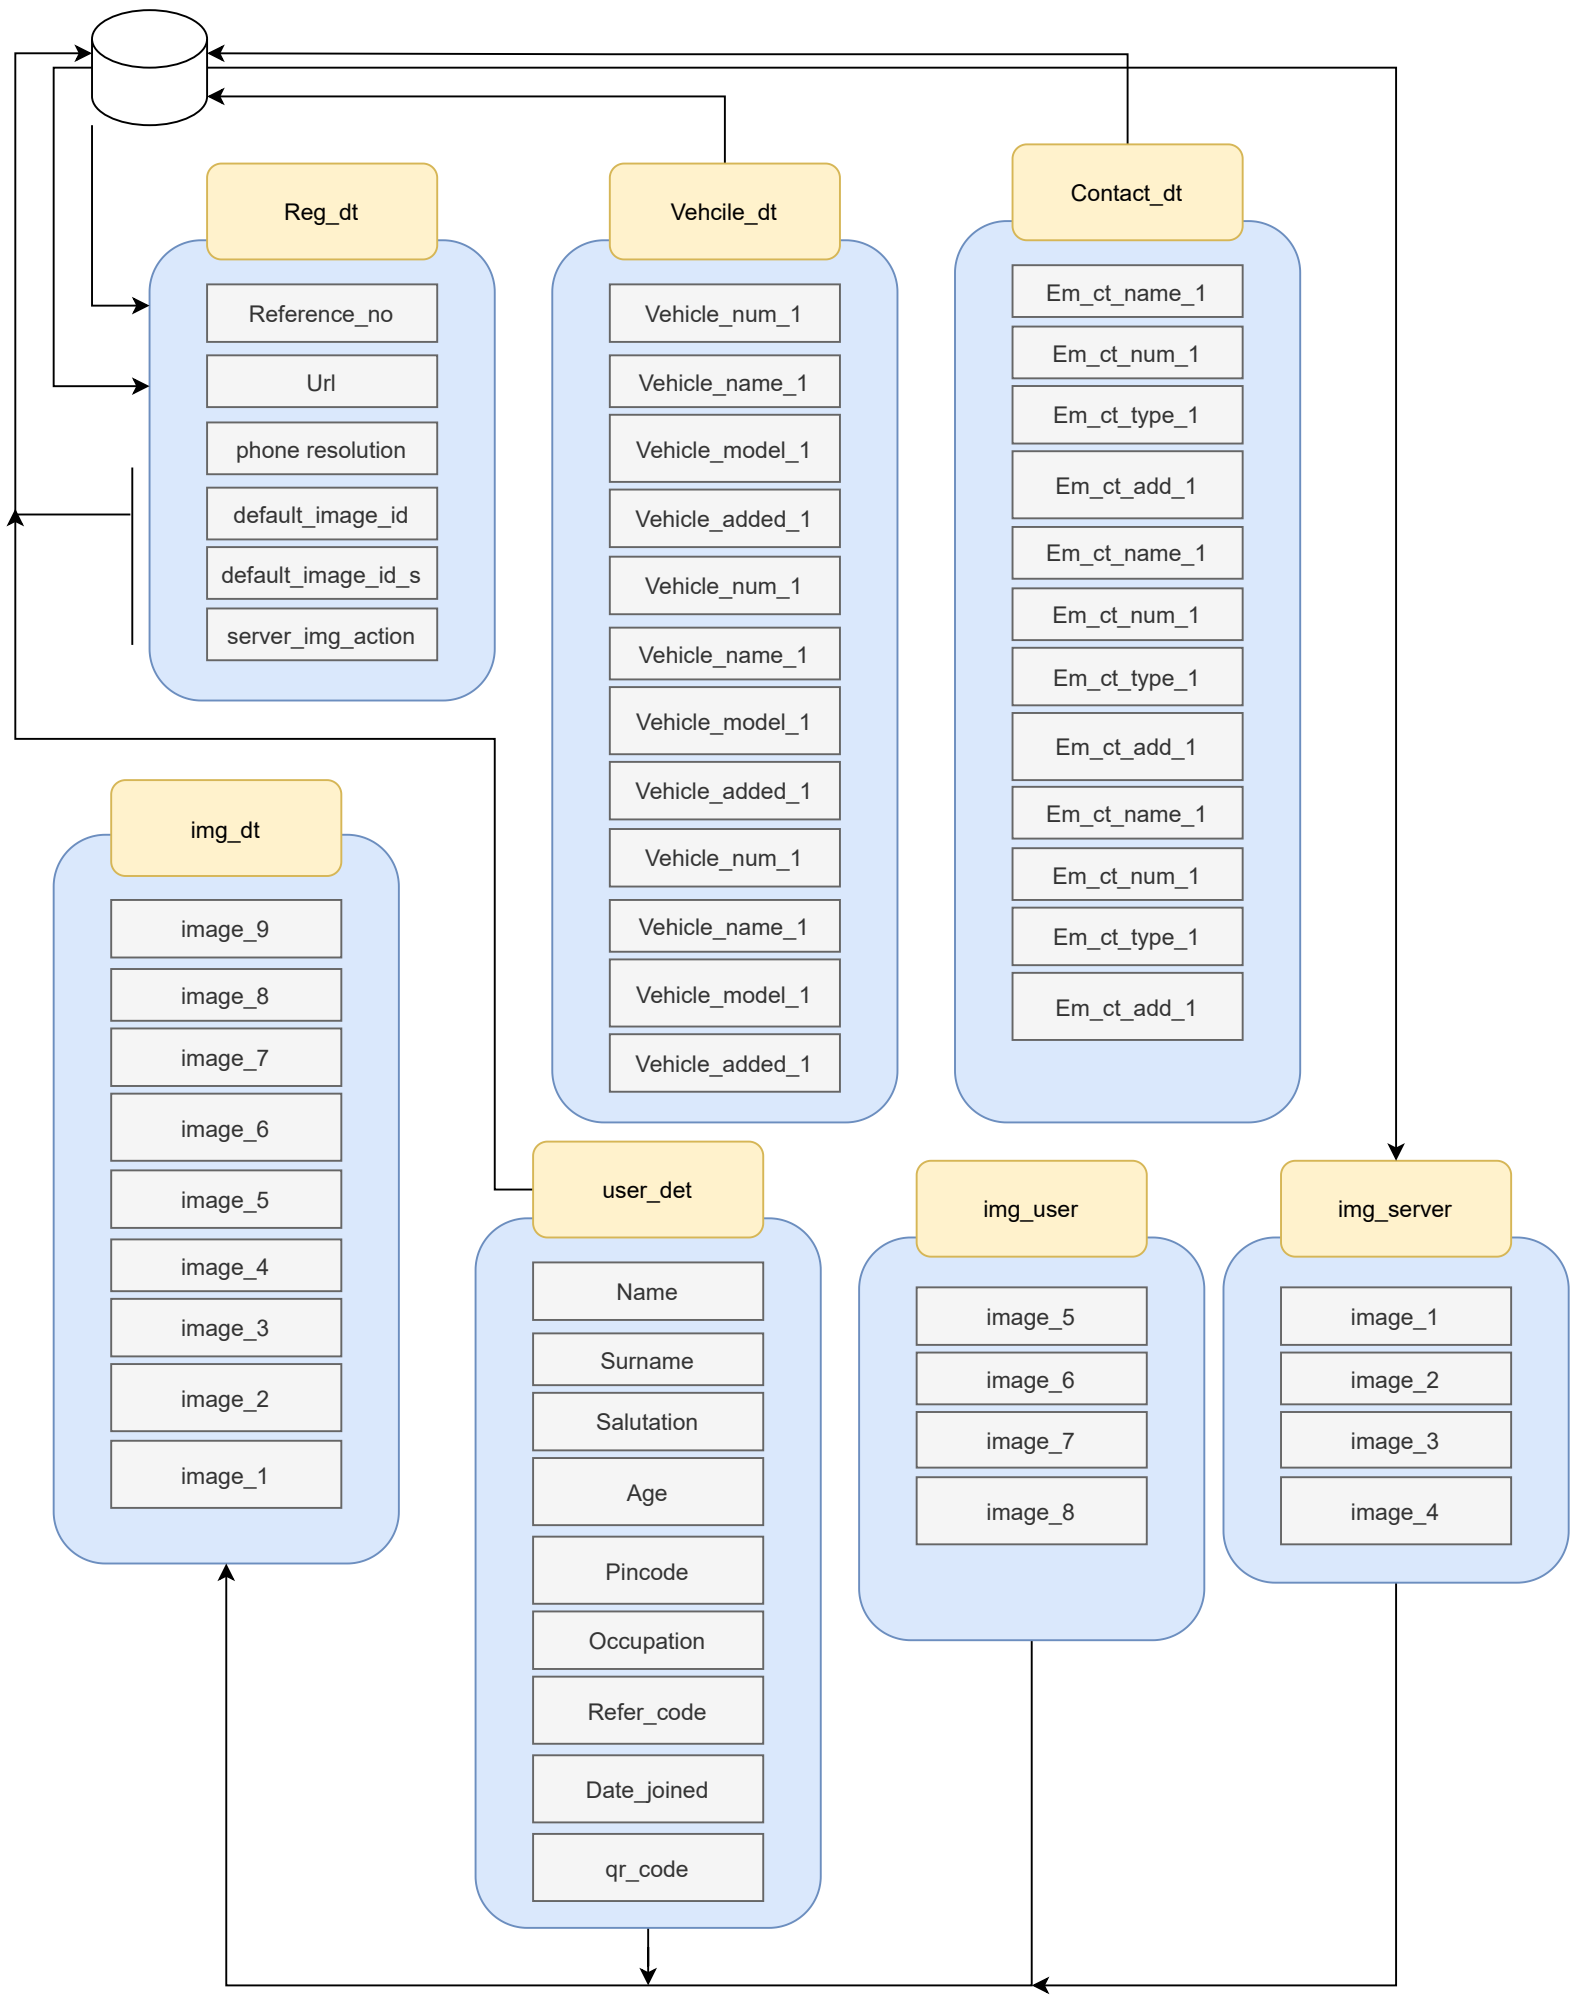 Reg_dt
Reference_no
Url
phone resolution
default_image_id
default_image_id_s
server_img_action
Vehcile_dt
Vehicle_num_1
Vehicle_name_1
Vehicle_model_1
Vehicle_added_1
Vehicle_num_1
Vehicle_name_1
Vehicle_model_1
Vehicle_added_1
Vehicle_num_1
Vehicle_name_1
Vehicle_model_1
Vehicle_added_1
Contact_dt
Em_ct_name_1
Em_ct_num_1
Em_ct_type_1
Em_ct_add_1
Em_ct_name_1
Em_ct_num_1
Em_ct_type_1
Em_ct_add_1
Em_ct_name_1
Em_ct_num_1
Em_ct_type_1
Em_ct_add_1
img_dt
image_9
image_8
image_7
image_6
image_5
image_4
image_3
image_2
image_1
user_det
Name
Surname
Salutation
Age
Pincode
Occupation
Refer_code
Date_joined
qr_code
img_user
image_5
image_6
image_7
image_8
img_server
image_1
image_2
image_3
image_4